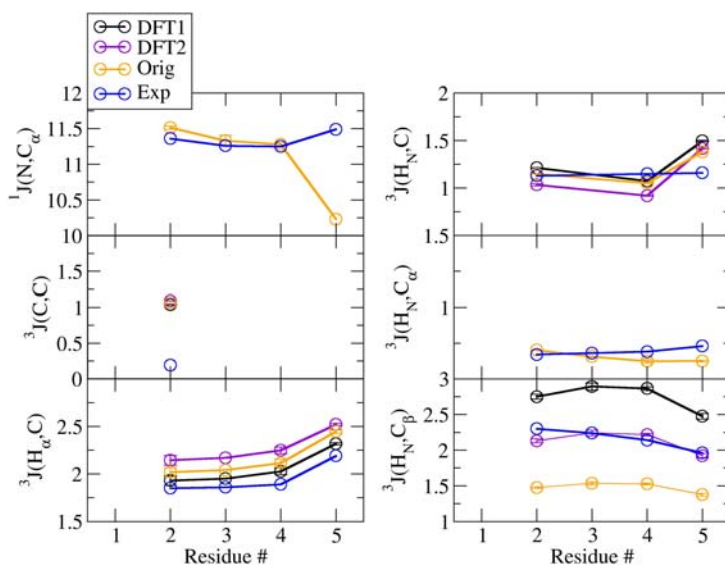 DFT1
DFT2
Orig
Exp
12
11.5
11
10.5
10
¹J(N,Cα)
1.5
1
0.5
0
³J(C,C)
2.5
2
1.5
³J(Hα,C)
1 2 3 4 5
Residue #
2
1.5
1
³J(HN,C)
1.5
1
³J(HN,Cα)
3
2.5
2
1.5
1
³J(HN,Cβ)
1 2 3 4 5
Residue #